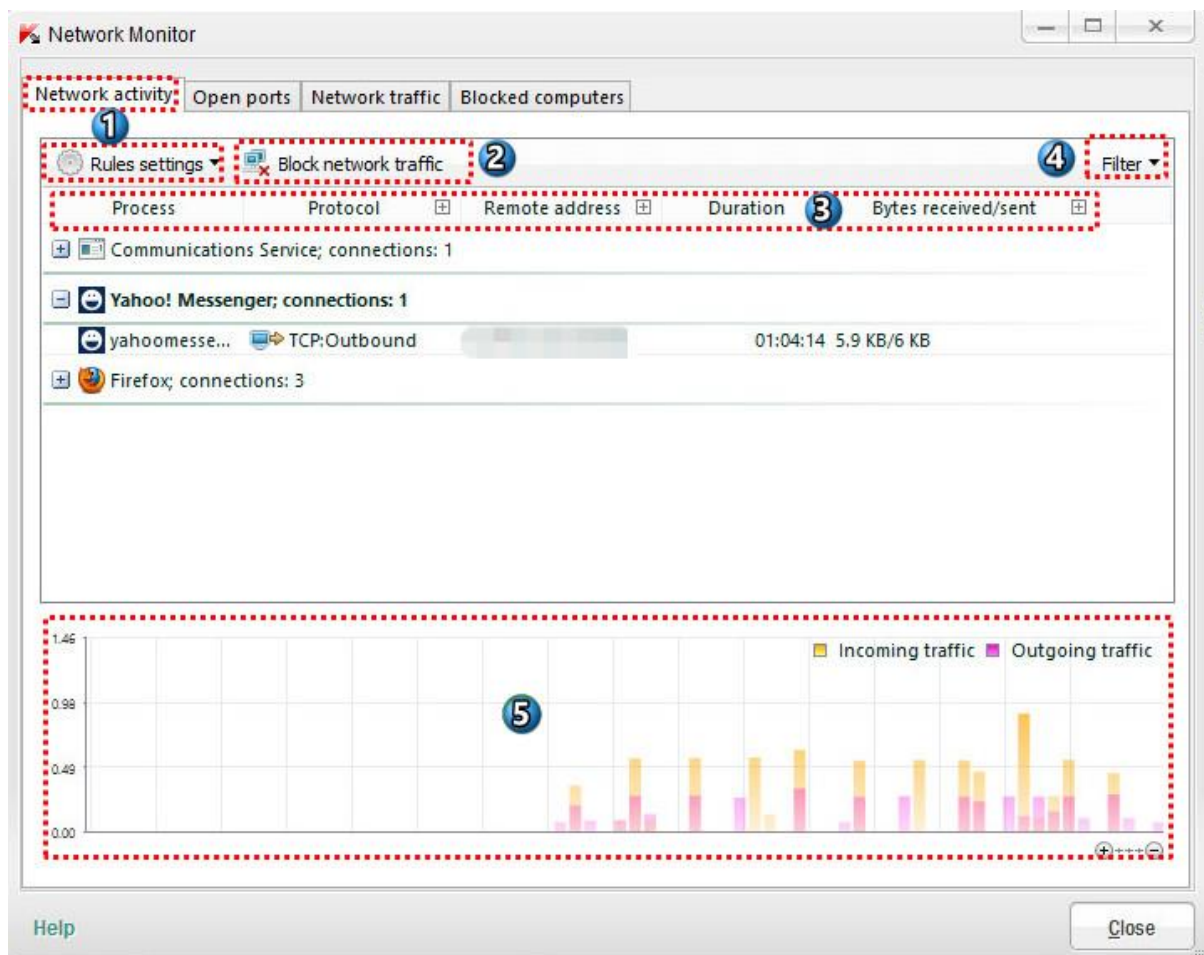 Network Monitor
Network activity Open ports Network traffic Blocked computers
1
Rules settings Block network traffic 2 4 Filter
Process Protocol Remote address Duration 3 Bytes received/sent
Communications Service; connections: 1
Yahoo! Messenger; connections: 1
yahoomesse... TCP:Outbound 01:04:14 5.9 KB/6 KB
Firefox; connections: 3
1.46
Incoming traffic Outgoing traffic
0.98
5
0.49
0.00
Help Close